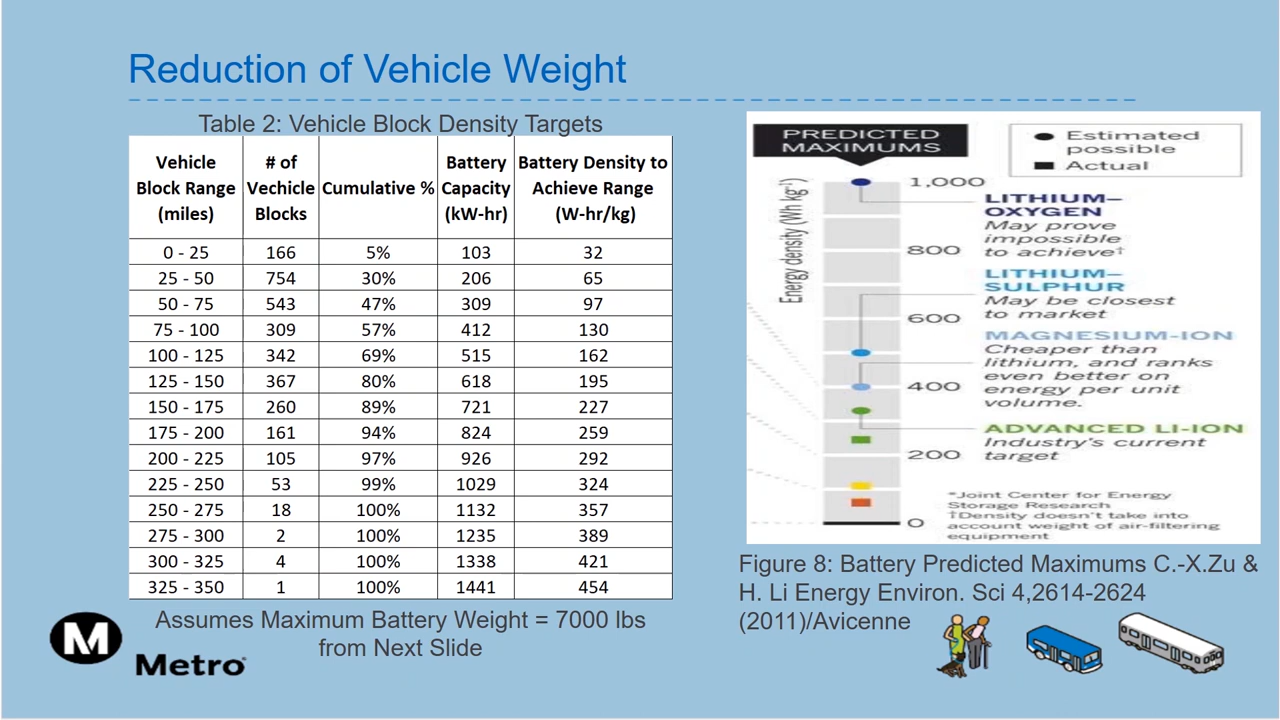 Reduction of Vehicle Weight
Table 2: Vehicle Block Density Targets
Vehicle Block Range (miles) # of Vechicle Blocks Cumulative % Battery Capacity (kW-hr) Battery Density to Achieve Range (W-hr/kg)
0 - 25 166 5% 103 32
25 - 50 754 30% 206 65
50 - 75 543 47% 309 97
75 - 100 309 57% 412 130
100 - 125 342 69% 515 162
125 - 150 367 80% 618 195
150 - 175 260 89% 721 227
175 - 200 161 94% 824 259
200 - 225 105 97% 926 292
225 - 250 53 99% 1029 324
250 - 275 18 100% 1132 357
275 - 300 2 100% 1235 389
300 - 325 4 100% 1338 421
325 - 350 1 100% 1441 454
Assumes Maximum Battery Weight = 7000 lbs
from Next Slide
M
Metro
PREDICTED
MAXIMUMS
Estimated
possible
Actual
Energy density (Wh kg⁻¹)
1,000
800
600
400
200
0
LITHIUM–
OXYGEN
May prove
impossible
to achieve†
LITHIUM–
SULPHUR
May be closest
to market
MAGNESIUM-ION
Cheaper than
lithium, and ranks
even better on
energy per unit
volume.
ADVANCED LI-ION
Industry's current
target
*Joint Center for Energy
Storage Research
†Density doesn't take into
account weight of air-filtering
equipment
Figure 8: Battery Predicted Maximums C.-X.Zu &
H. Li Energy Environ. Sci 4,2614-2624
(2011)/Avicenne